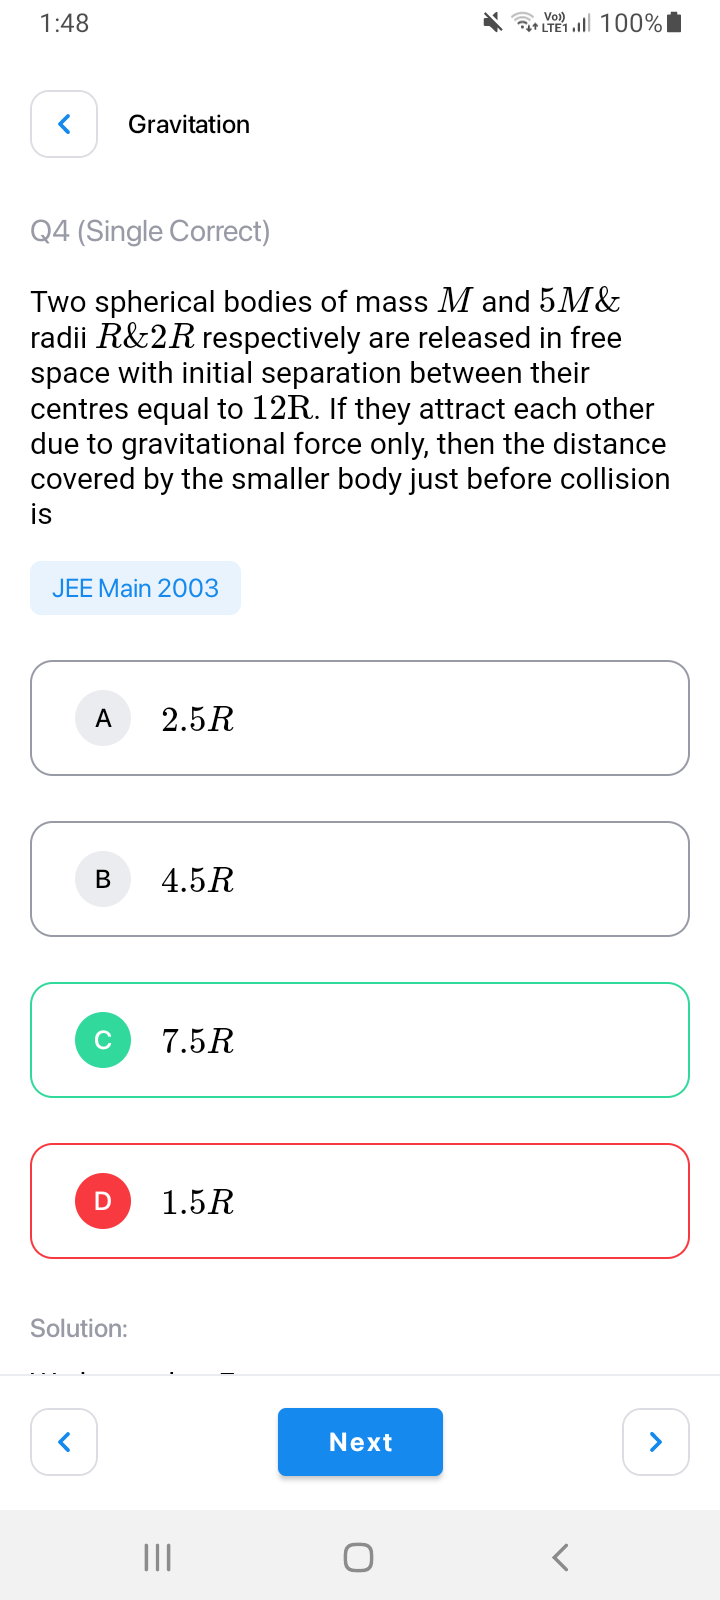 1:48 Vo)) LTE1 100%
Gravitation
Q4 (Single Correct)
Two spherical bodies of mass M and 5M&
radii R&2R respectively are released in free
space with initial separation between their
centres equal to 12R. If they attract each other
due to gravitational force only, then the distance
covered by the smaller body just before collision
is
JEE Main 2003
A 2.5R
B 4.5R
C 7.5R
D 1.5R
Solution:
Next